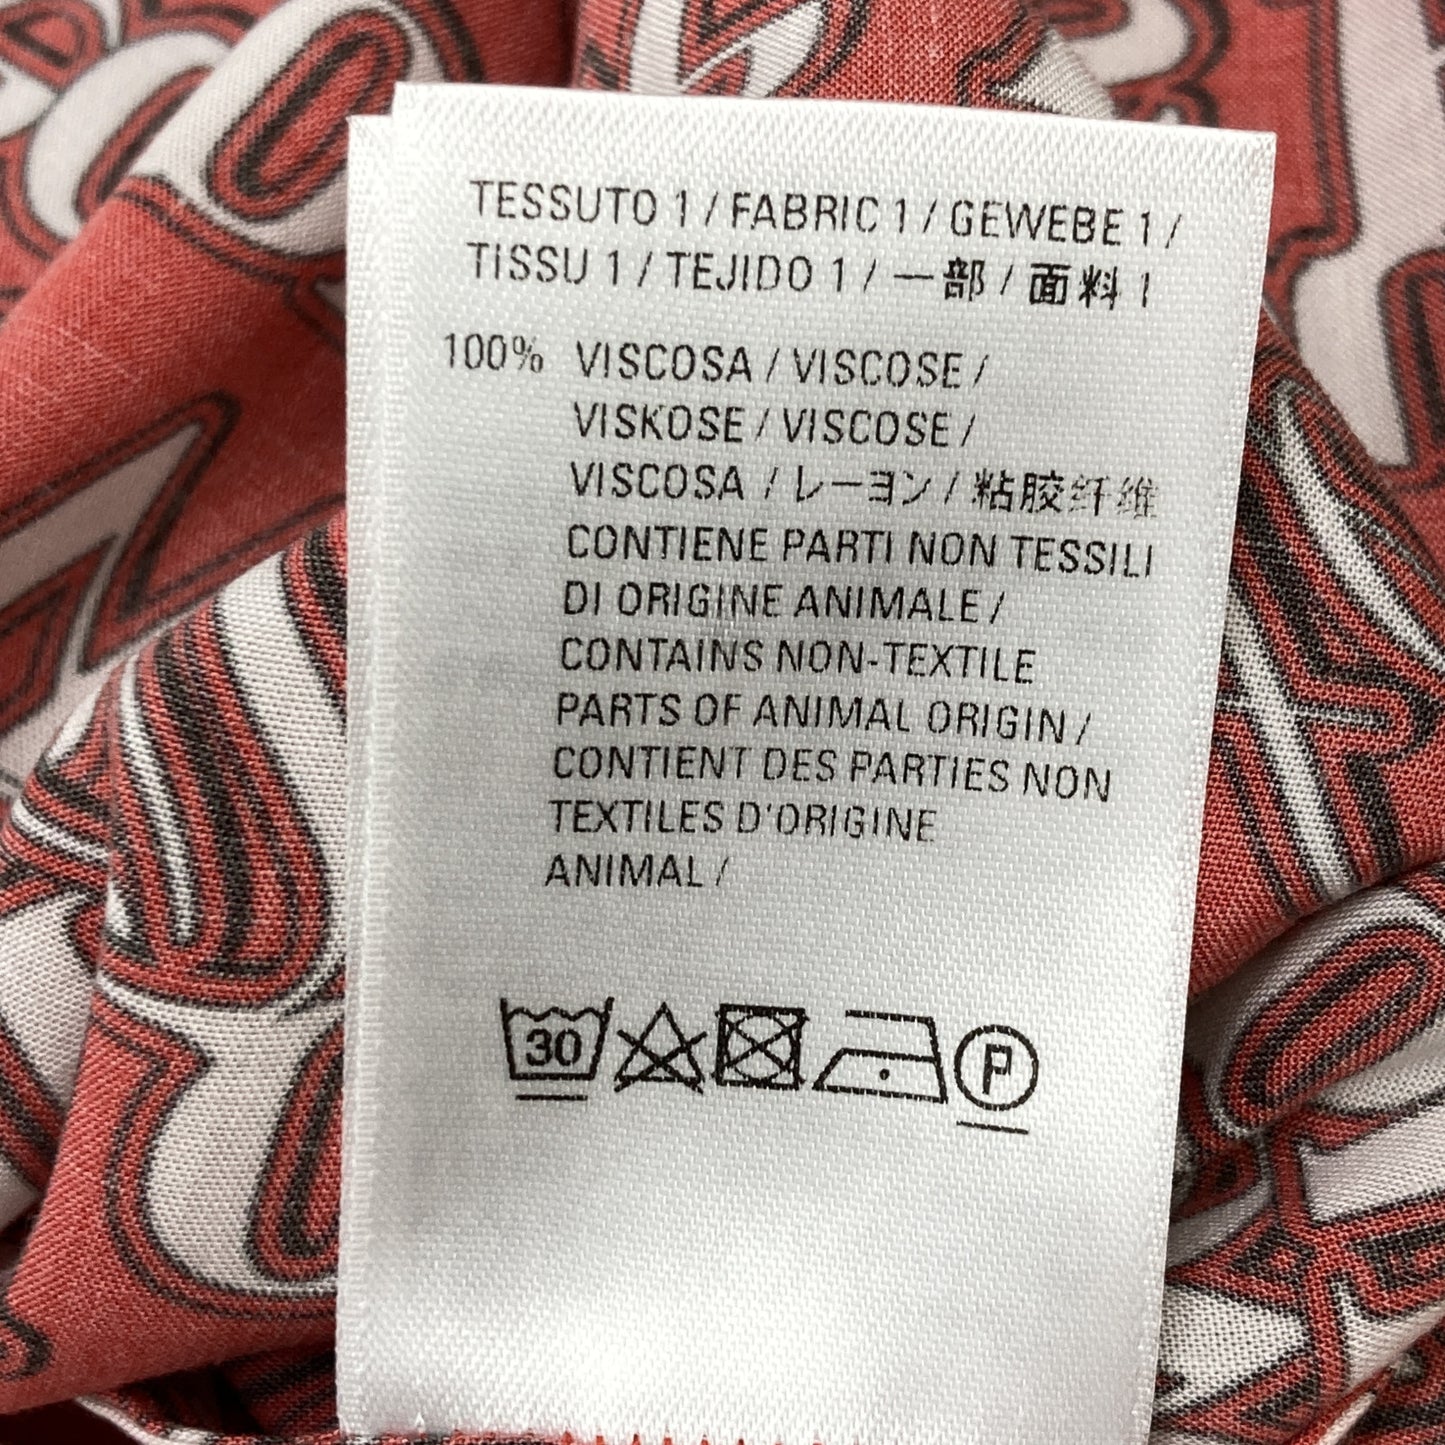 TESSUTO 1 / FABRIC 1 / GEWEBE 1 /
TISSU 1 / TEJIDO 1 / 一部 / 面料 1
100% VISCOSA / VISCOSE /
VISKOSE / VISCOSE /
VISCOSA / レーヨン / 粘胶纤维
CONTIENE PARTI NON TESSILI
DI ORIGINE ANIMALE /
CONTAINS NON-TEXTILE
PARTS OF ANIMAL ORIGIN /
CONTIENT DES PARTIES NON
TEXTILES D'ORIGINE
ANIMAL /
30 P